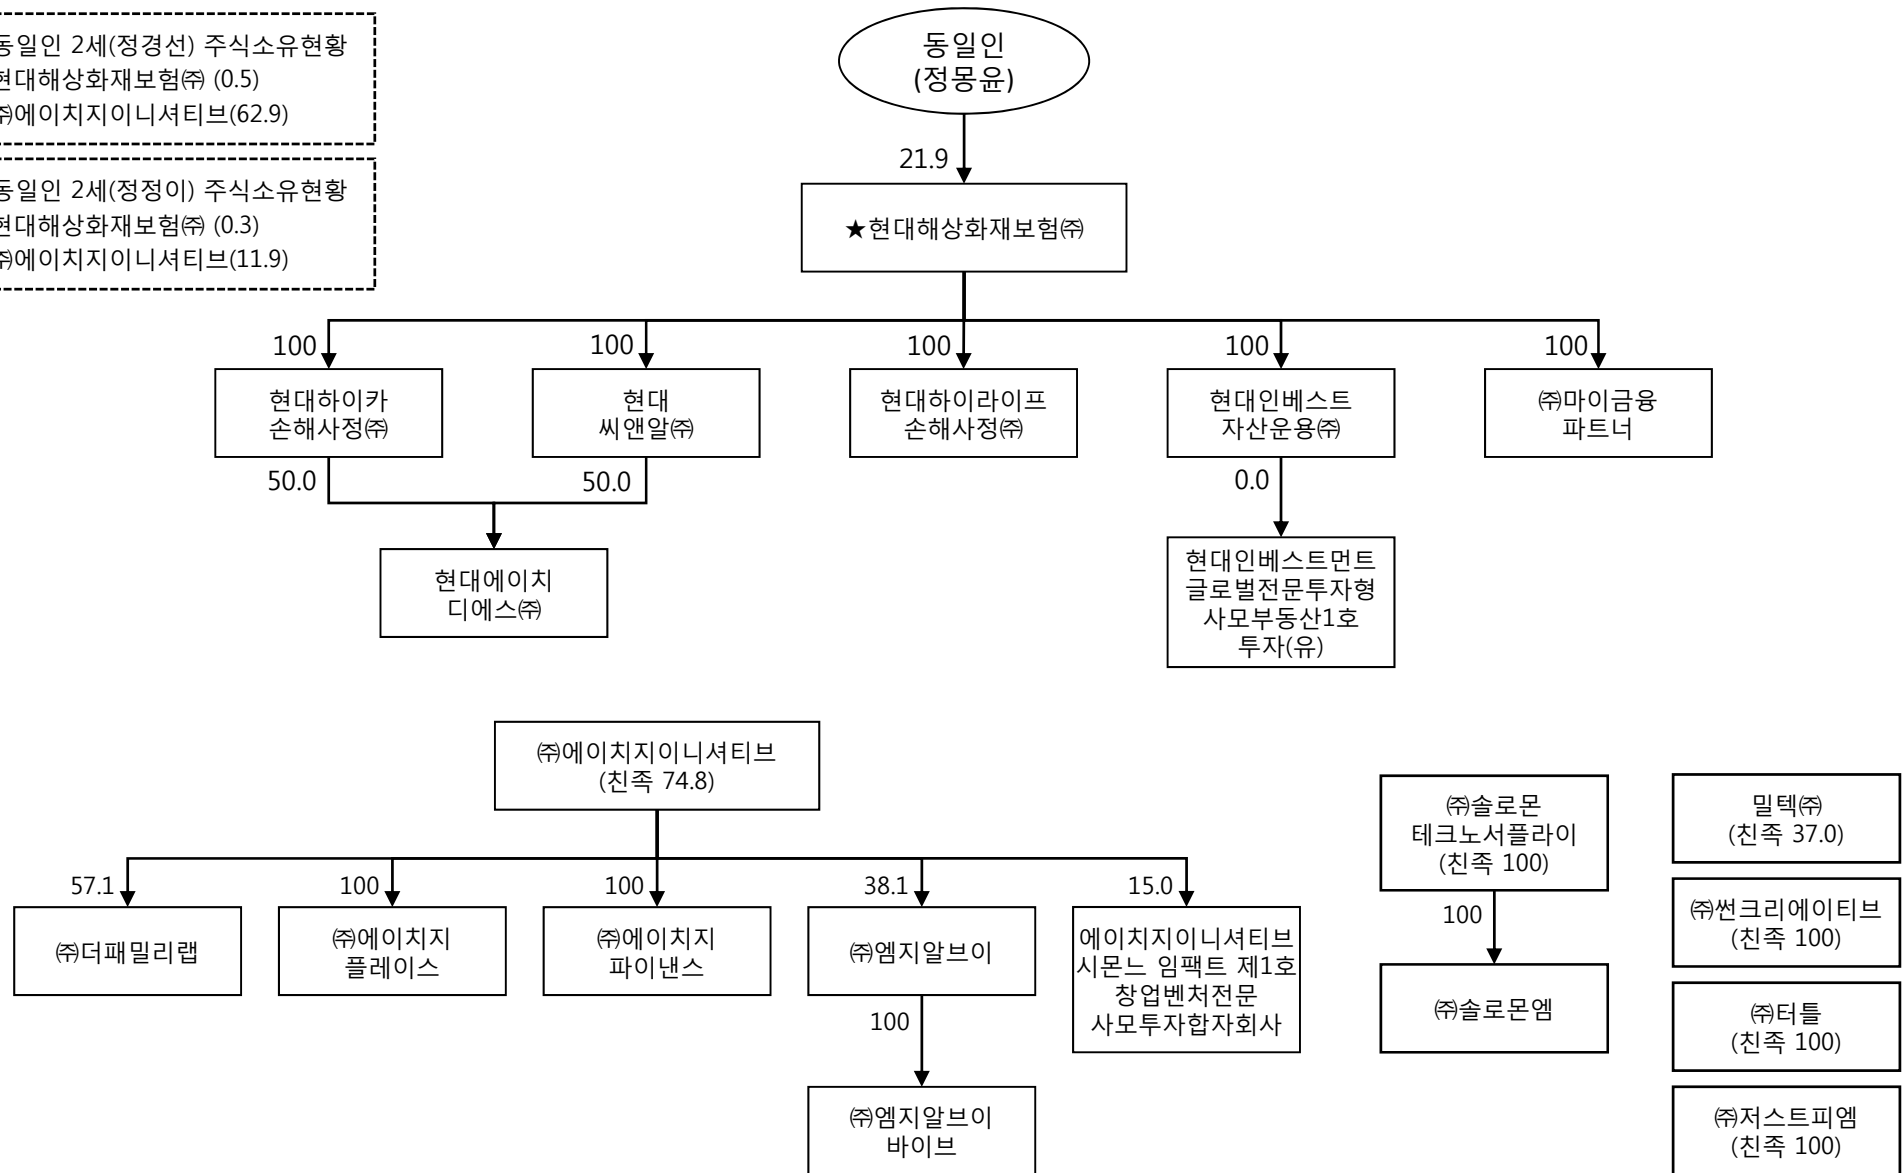 동일인 2세(정경선) 주식소유현황
현대해상화재보험㈜ (0.5)
㈜에이치지이니셔티브(62.9)
동일인 2세(정정이) 주식소유현황
현대해상화재보험㈜ (0.3)
㈜에이치지이니셔티브(11.9)
동일인
(정몽윤)
21.9
★현대해상화재보험㈜
100
100
100
100
100
현대하이카
손해사정㈜
현대
씨앤알㈜
현대하이라이프
손해사정㈜
현대인베스트
자산운용㈜
㈜마이금융
파트너
50.0
50.0
0.0
현대에이치
디에스㈜
현대인베스트먼트
글로벌전문투자형
사모부동산1호
투자(유)
㈜에이치지이니셔티브
(친족 74.8)
57.1
100
100
38.1
15.0
㈜더패밀리랩
㈜에이치지
플레이스
㈜에이치지
파이낸스
㈜엠지알브이
에이치지이니셔티브
시몬느 임팩트 제1호
창업벤처전문
사모투자합자회사
100
㈜엠지알브이
바이브
㈜솔로몬
테크노서플라이
(친족 100)
100
㈜솔로몬엠
밀텍㈜
(친족 37.0)
㈜썬크리에이티브
(친족 100)
㈜터틀
(친족 100)
㈜저스트피엠
(친족 100)